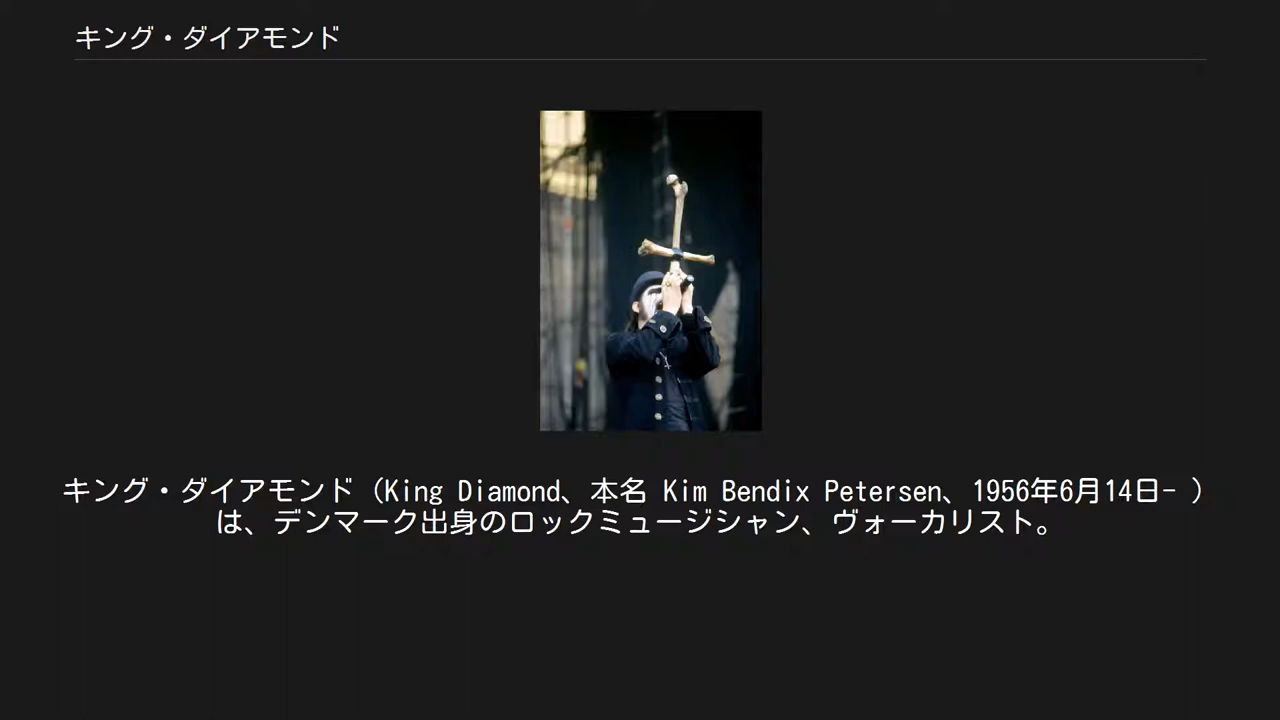 キング・ダイアモンド
キング・ダイアモンド（King Diamond、本名 Kim Bendix Petersen、1956年6月14日- ）
は、デンマーク出身のロックミュージシャン、ヴォーカリスト。